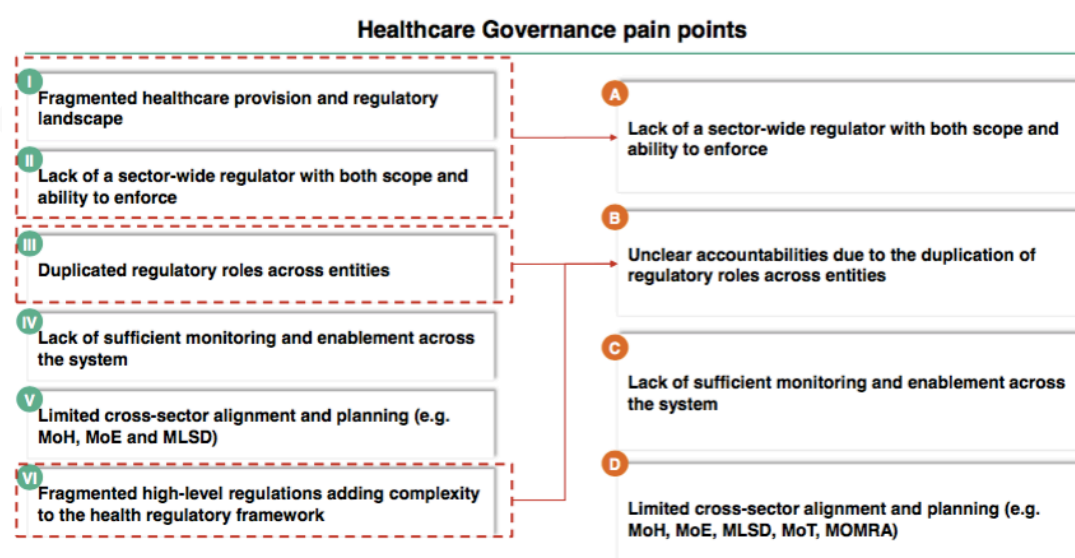 Healthcare Governance pain points
I
Fragmented healthcare provision and regulatory
landscape
II
Lack of a sector-wide regulator with both scope and
ability to enforce
III
Duplicated regulatory roles across entities
IV
Lack of sufficient monitoring and enablement across
the system
V
Limited cross-sector alignment and planning (e.g.
MoH, MoE and MLSD)
VI
Fragmented high-level regulations adding complexity
to the health regulatory framework
A
Lack of a sector-wide regulator with both scope and
ability to enforce
B
Unclear accountabilities due to the duplication of
regulatory roles across entities
C
Lack of sufficient monitoring and enablement across
the system
D
Limited cross-sector alignment and planning (e.g.
MoH, MoE, MLSD, MoT, MOMRA)